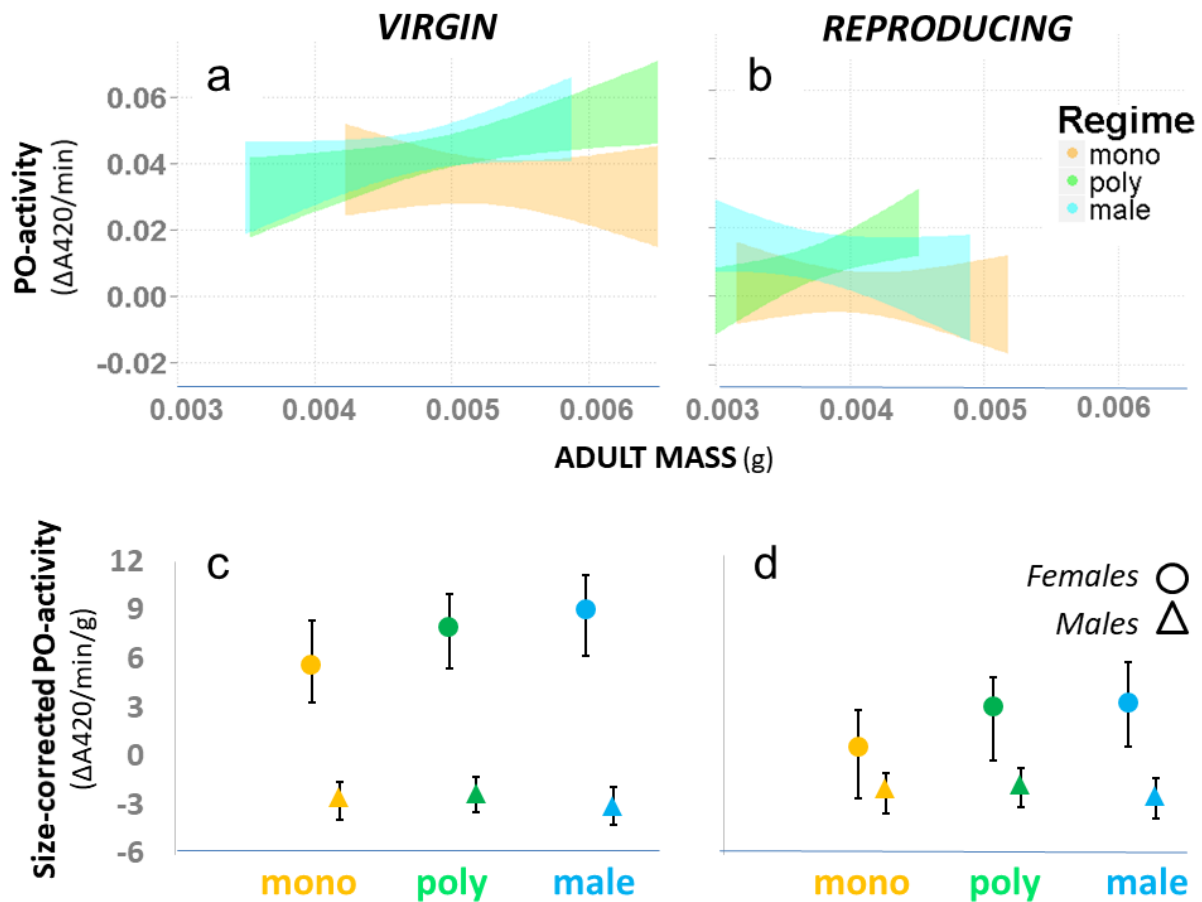 VIRGIN
REPRODUCING
a
b
PO-activity
(ΔA420/min)
0.06
0.04
0.02
0.00
-0.02
Regime
mono
poly
male
0.003 0.004 0.005 0.006
0.003 0.004 0.005 0.006
ADULT MASS (g)
Size-corrected PO-activity
(ΔA420/min/g)
12
9
6
3
0
-3
-6
c
d
Females
Males
mono poly male
mono poly male